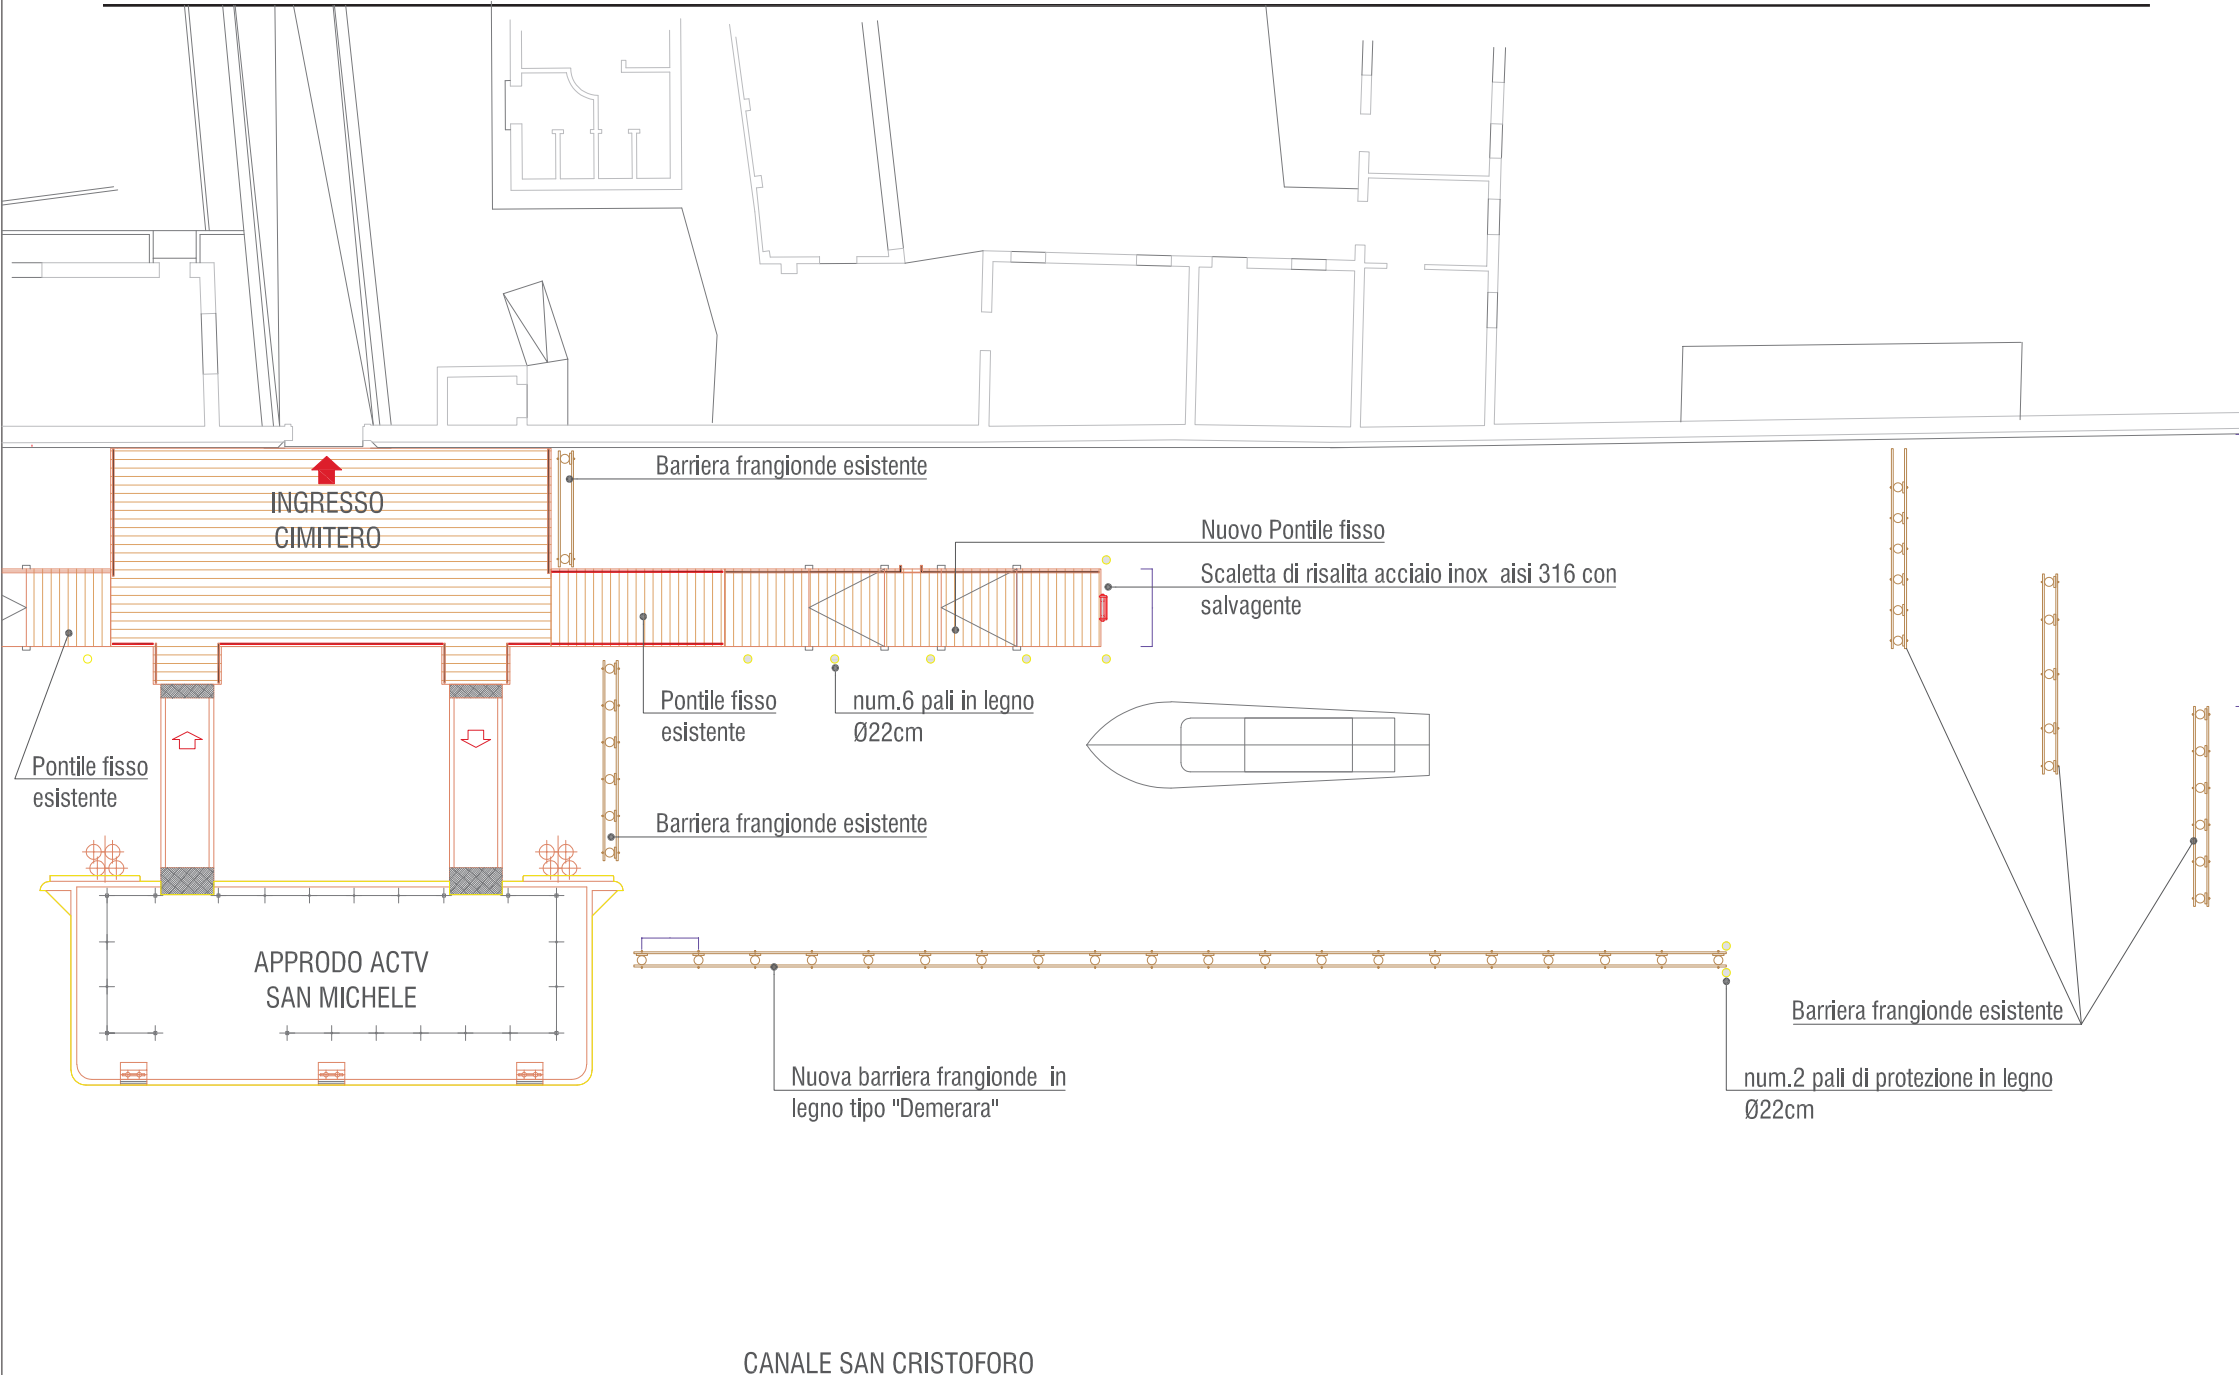 Barriera frangionde esistente
INGRESSO
CIMITERO
Nuovo Pontile fisso
Scaletta di risalita acciaio inox aisi 316 con
salvagente
Pontile fisso
esistente
num.6 pali in legno
Ø22cm
Pontile fisso
esistente
Barriera frangionde esistente
APPRODO ACTV
SAN MICHELE
Barriera frangionde esistente
Nuova barriera frangionde in
legno tipo "Demerara"
num.2 pali di protezione in legno
Ø22cm
CANALE SAN CRISTOFORO